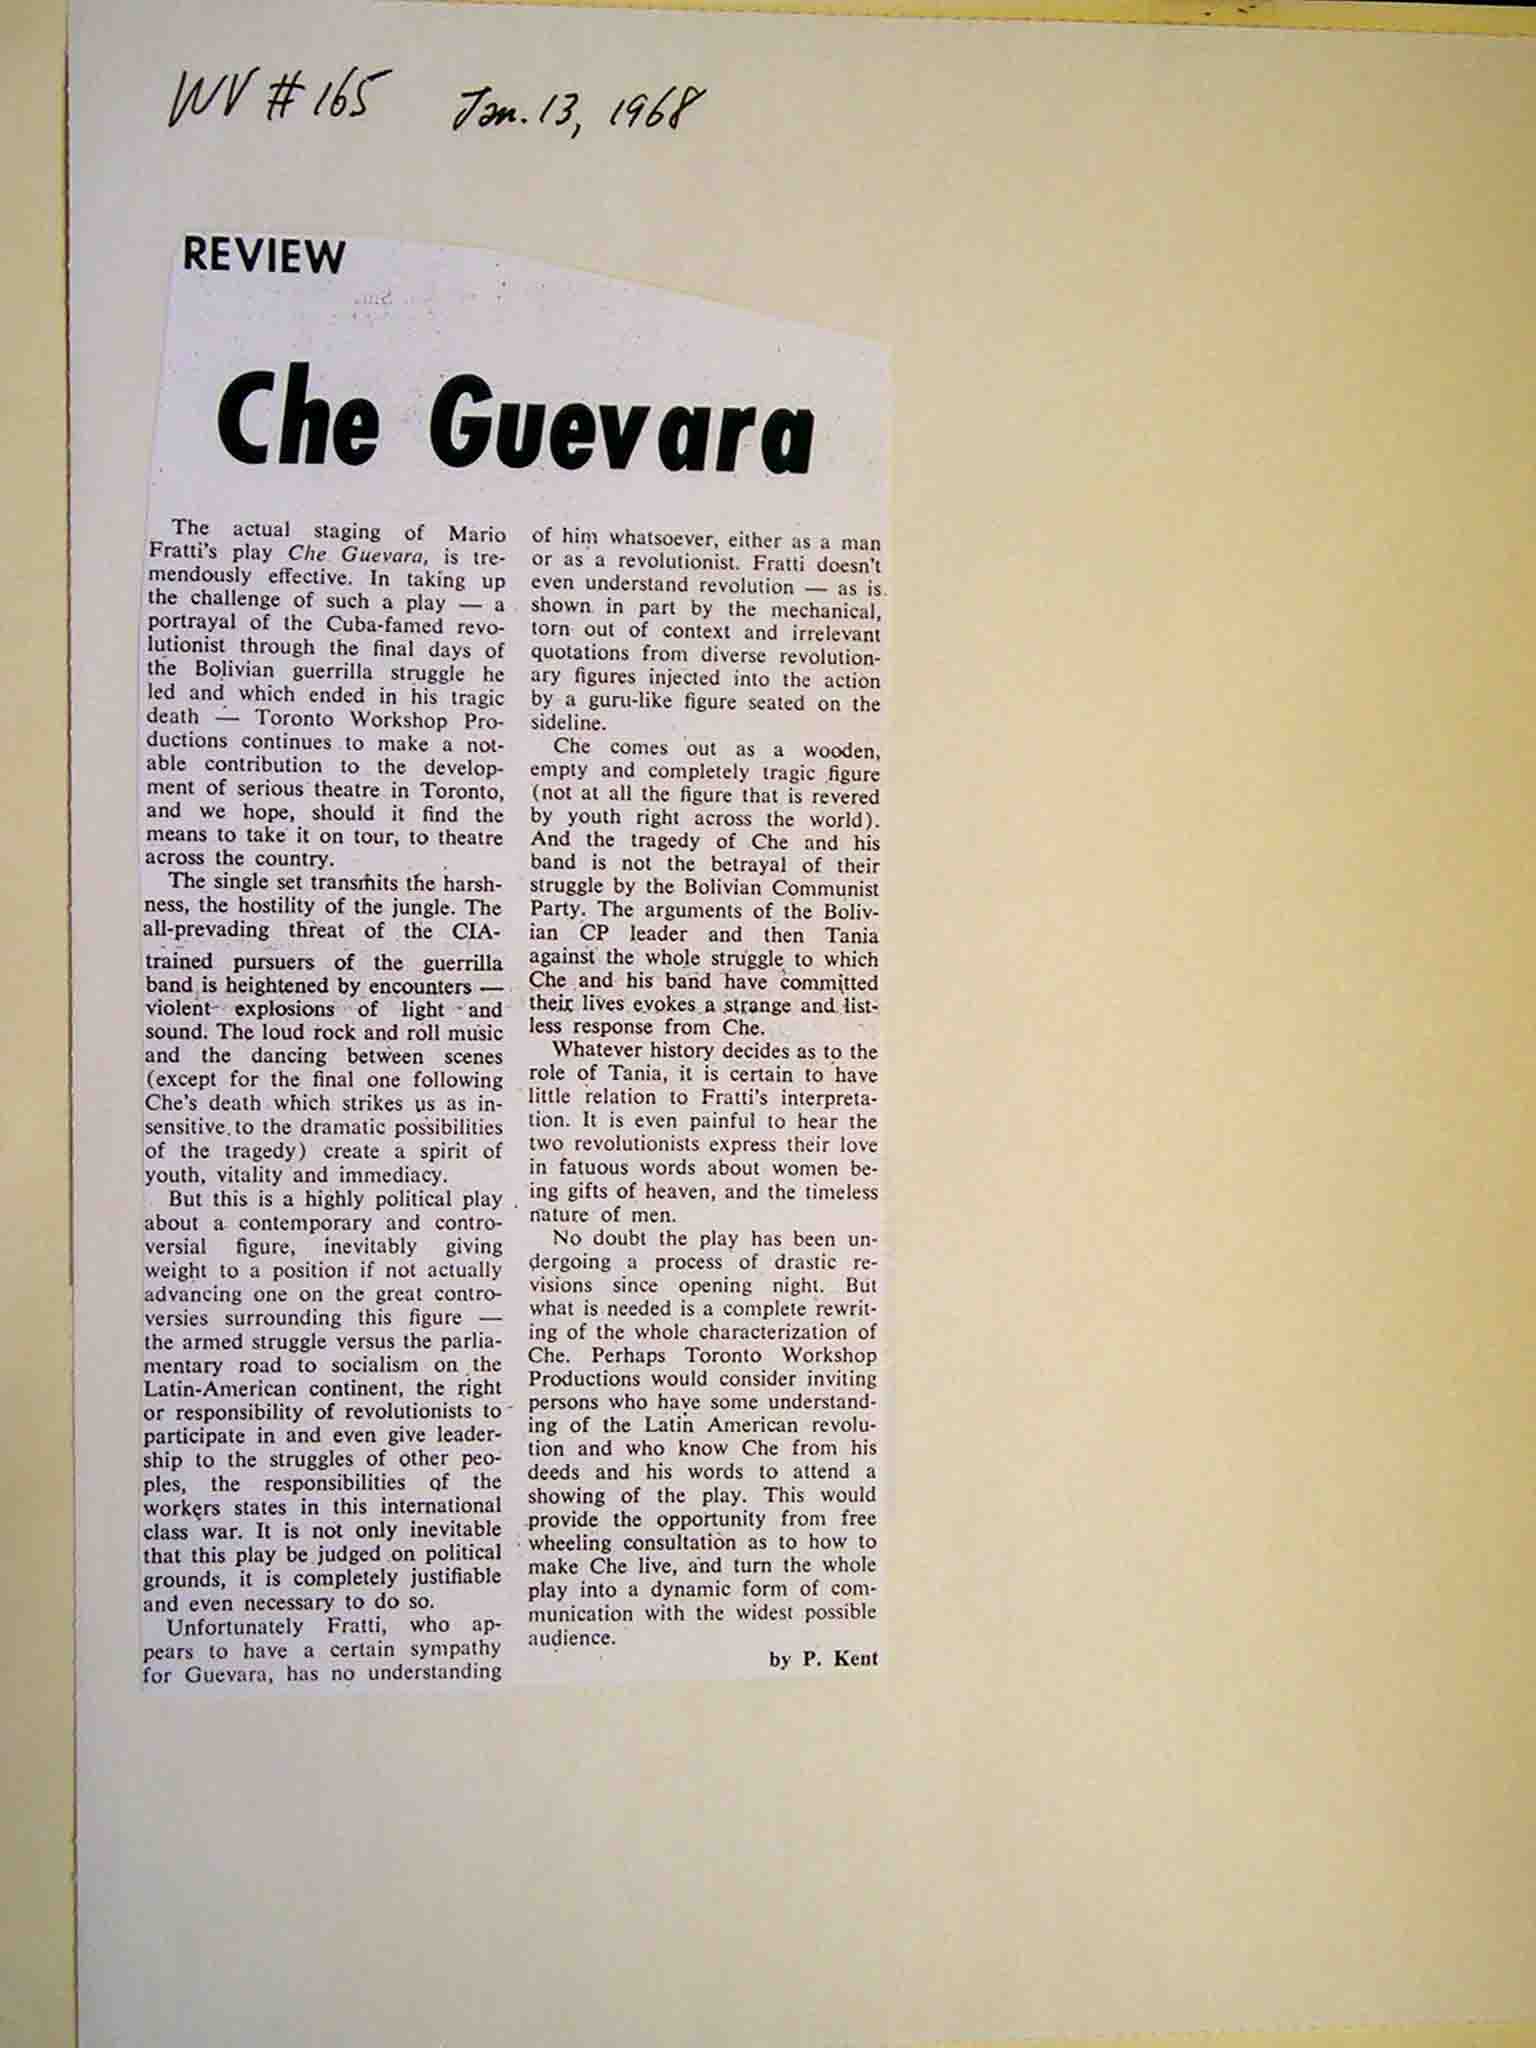 WV # 165 Jan. 13, 1968
REVIEW
Che Guevara
The actual staging of Mario
Fratti's play Che Guevara, is tre-
mendously effective. In taking up
the challenge of such a play — a
portrayal of the Cuba-famed revo-
lutionist through the final days of
the Bolivian guerrilla struggle he
led and which ended in his tragic
death — Toronto Workshop Pro-
ductions continues to make a not-
able contribution to the develop-
ment of serious theatre in Toronto,
and we hope, should it find the
means to take it on tour, to theatre
across the country.
The single set transmits the harsh-
ness, the hostility of the jungle. The
all-prevading threat of the CIA-
trained pursuers of the guerrilla
band is heightened by encounters —
violent explosions of light and
sound. The loud rock and roll music
and the dancing between scenes
(except for the final one following
Che's death which strikes us as in-
sensitive to the dramatic possibilities
of the tragedy) create a spirit of
youth, vitality and immediacy.
But this is a highly political play
about a contemporary and contro-
versial figure, inevitably giving
weight to a position if not actually
advancing one on the great contro-
versies surrounding this figure —
the armed struggle versus the parlia-
mentary road to socialism on the
Latin-American continent, the right
or responsibility of revolutionists to
participate in and even give leader-
ship to the struggles of other peo-
ples, the responsibilities of the
workers states in this international
class war. It is not only inevitable
that this play be judged on political
grounds, it is completely justifiable
and even necessary to do so.
Unfortunately Fratti, who ap-
pears to have a certain sympathy
for Guevara, has no understanding
of him whatsoever, either as a man
or as a revolutionist. Fratti doesn't
even understand revolution — as is
shown in part by the mechanical,
torn out of context and irrelevant
quotations from diverse revolution-
ary figures injected into the action
by a guru-like figure seated on the
sideline.
Che comes out as a wooden,
empty and completely tragic figure
(not at all the figure that is revered
by youth right across the world).
And the tragedy of Che and his
band is not the betrayal of their
struggle by the Bolivian Communist
Party. The arguments of the Boliv-
ian CP leader and then Tania
against the whole struggle to which
Che and his band have committed
their lives evokes a strange and list-
less response from Che.
Whatever history decides as to the
role of Tania, it is certain to have
little relation to Fratti's interpreta-
tion. It is even painful to hear the
two revolutionists express their love
in fatuous words about women be-
ing gifts of heaven, and the timeless
nature of men.
No doubt the play has been un-
dergoing a process of drastic re-
visions since opening night. But
what is needed is a complete rewrit-
ing of the whole characterization of
Che. Perhaps Toronto Workshop
Productions would consider inviting
persons who have some understand-
ing of the Latin American revolu-
tion and who know Che from his
deeds and his words to attend a
showing of the play. This would
provide the opportunity from free
wheeling consultation as to how to
make Che live, and turn the whole
play into a dynamic form of com-
munication with the widest possible
audience.
by P. Kent